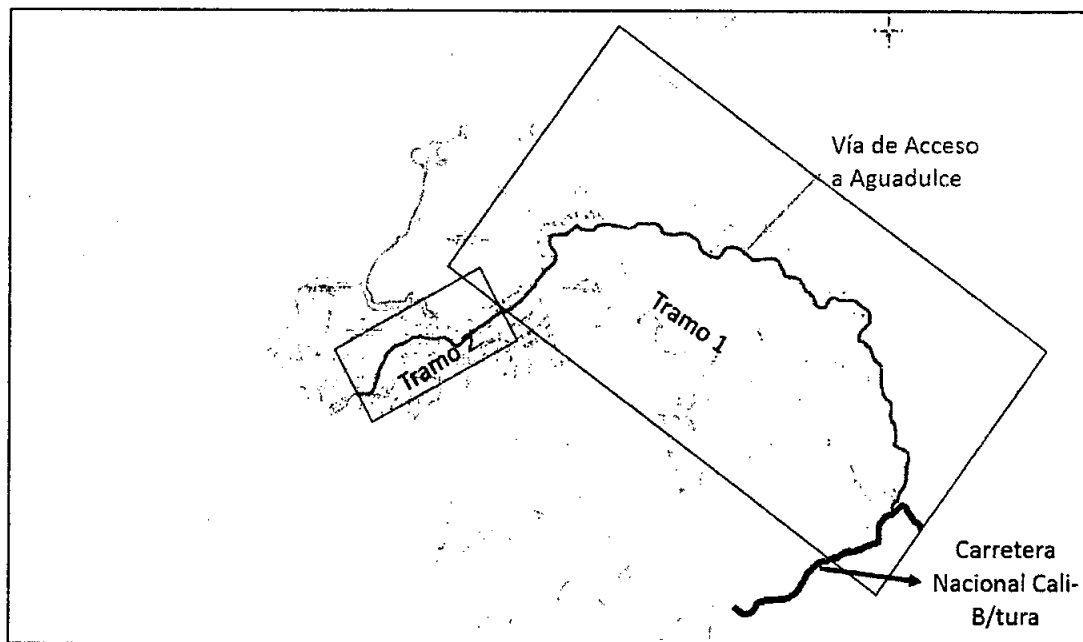 Vía de Acceso
a Aguadulce
Tramo 1
Tramo 2
Carretera
Nacional Cali-
B/tura